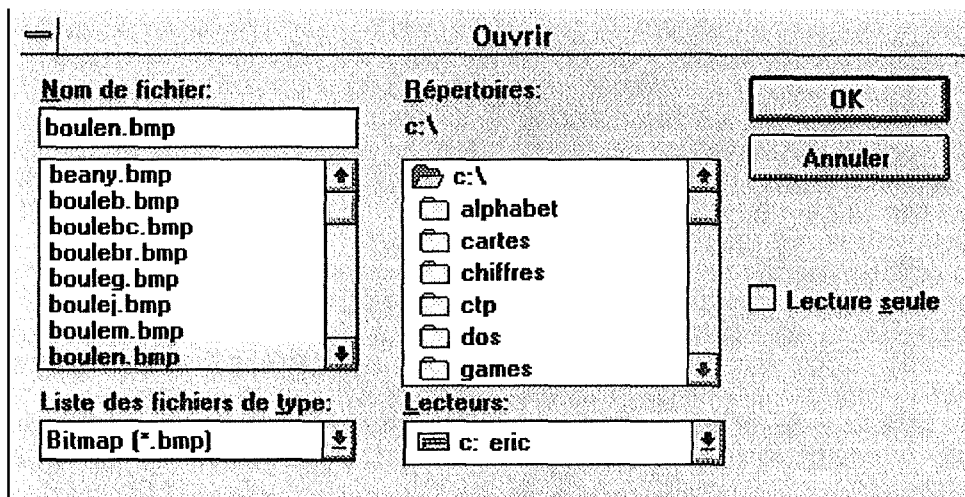 Ouvrir
Nom de fichier:
boulen.bmp
beany.bmp
bouleb.bmp
boulebc.bmp
boulebr.bmp
bouleg.bmp
boulej.bmp
boulem.bmp
boulen.bmp
Liste des fichiers de type:
Bitmap (*.bmp)
Répertoires:
c:\
c:\
alphabet
cartes
chiffres
ctp
dos
games
Lecteurs:
c: eric
OK
Annuler
Lecture seule